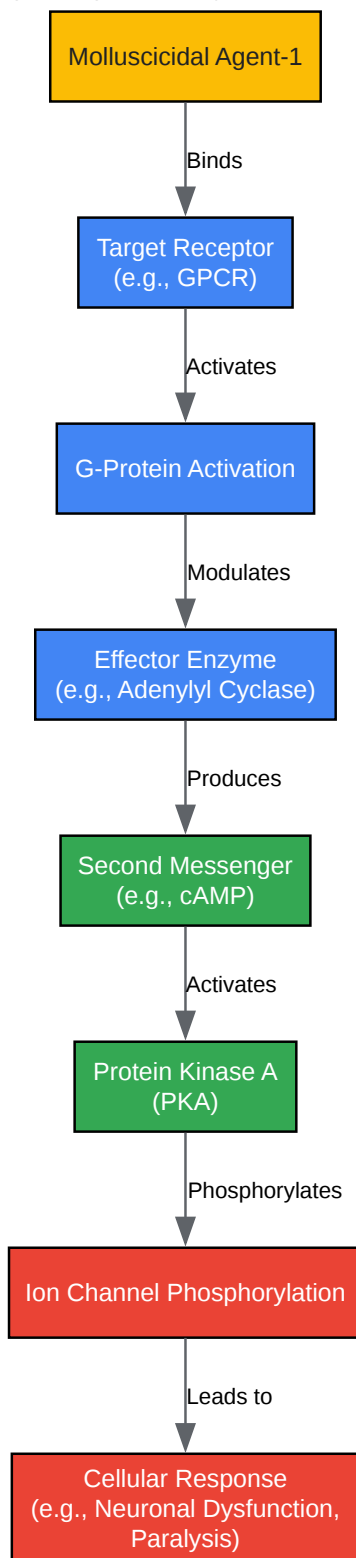 Molluscicidal Agent-1
Binds
Target Receptor
(e.g., GPCR)
Activates
G-Protein Activation
Modulates
Effector Enzyme
(e.g., Adenylyl Cyclase)
Produces
Second Messenger
(e.g., cAMP)
Activates
Protein Kinase A
(PKA)
Phosphorylates
Ion Channel Phosphorylation
Leads to
Cellular Response
(e.g., Neuronal Dysfunction,
Paralysis)